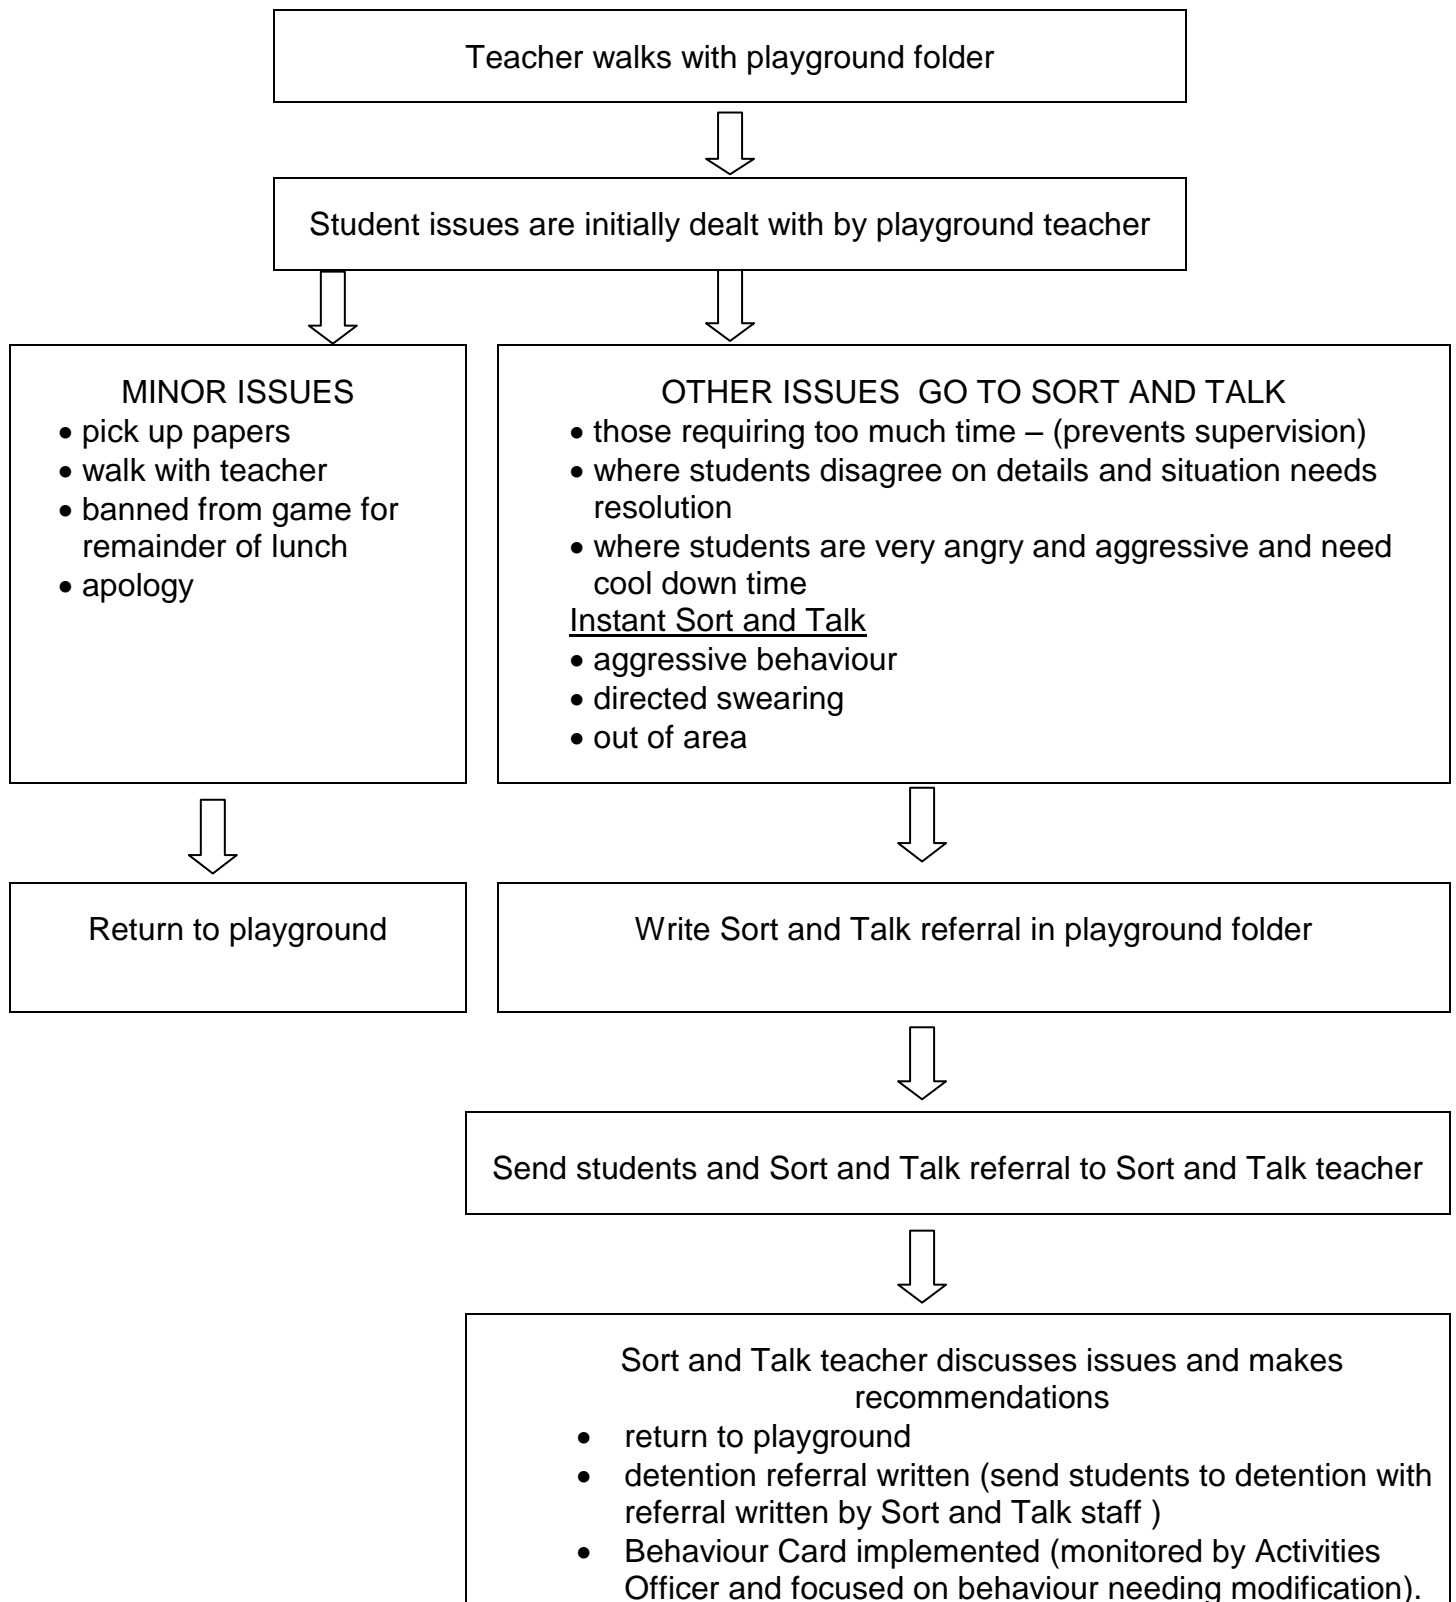 Teacher walks with playground folder
Student issues are initially dealt with by playground teacher
MINOR ISSUES
• pick up papers
• walk with teacher
• banned from game for
remainder of lunch
• apology
OTHER ISSUES  GO TO SORT AND TALK
• those requiring too much time – (prevents supervision)
• where students disagree on details and situation needs
resolution
• where students are very angry and aggressive and need
cool down time
Instant Sort and Talk
• aggressive behaviour
• directed swearing
• out of area
Return to playground
Write Sort and Talk referral in playground folder
Send students and Sort and Talk referral to Sort and Talk teacher
Sort and Talk teacher discusses issues and makes
recommendations
• return to playground
• detention referral written (send students to detention with
referral written by Sort and Talk staff )
• Behaviour Card implemented (monitored by Activities
Officer and focused on behaviour needing modification).